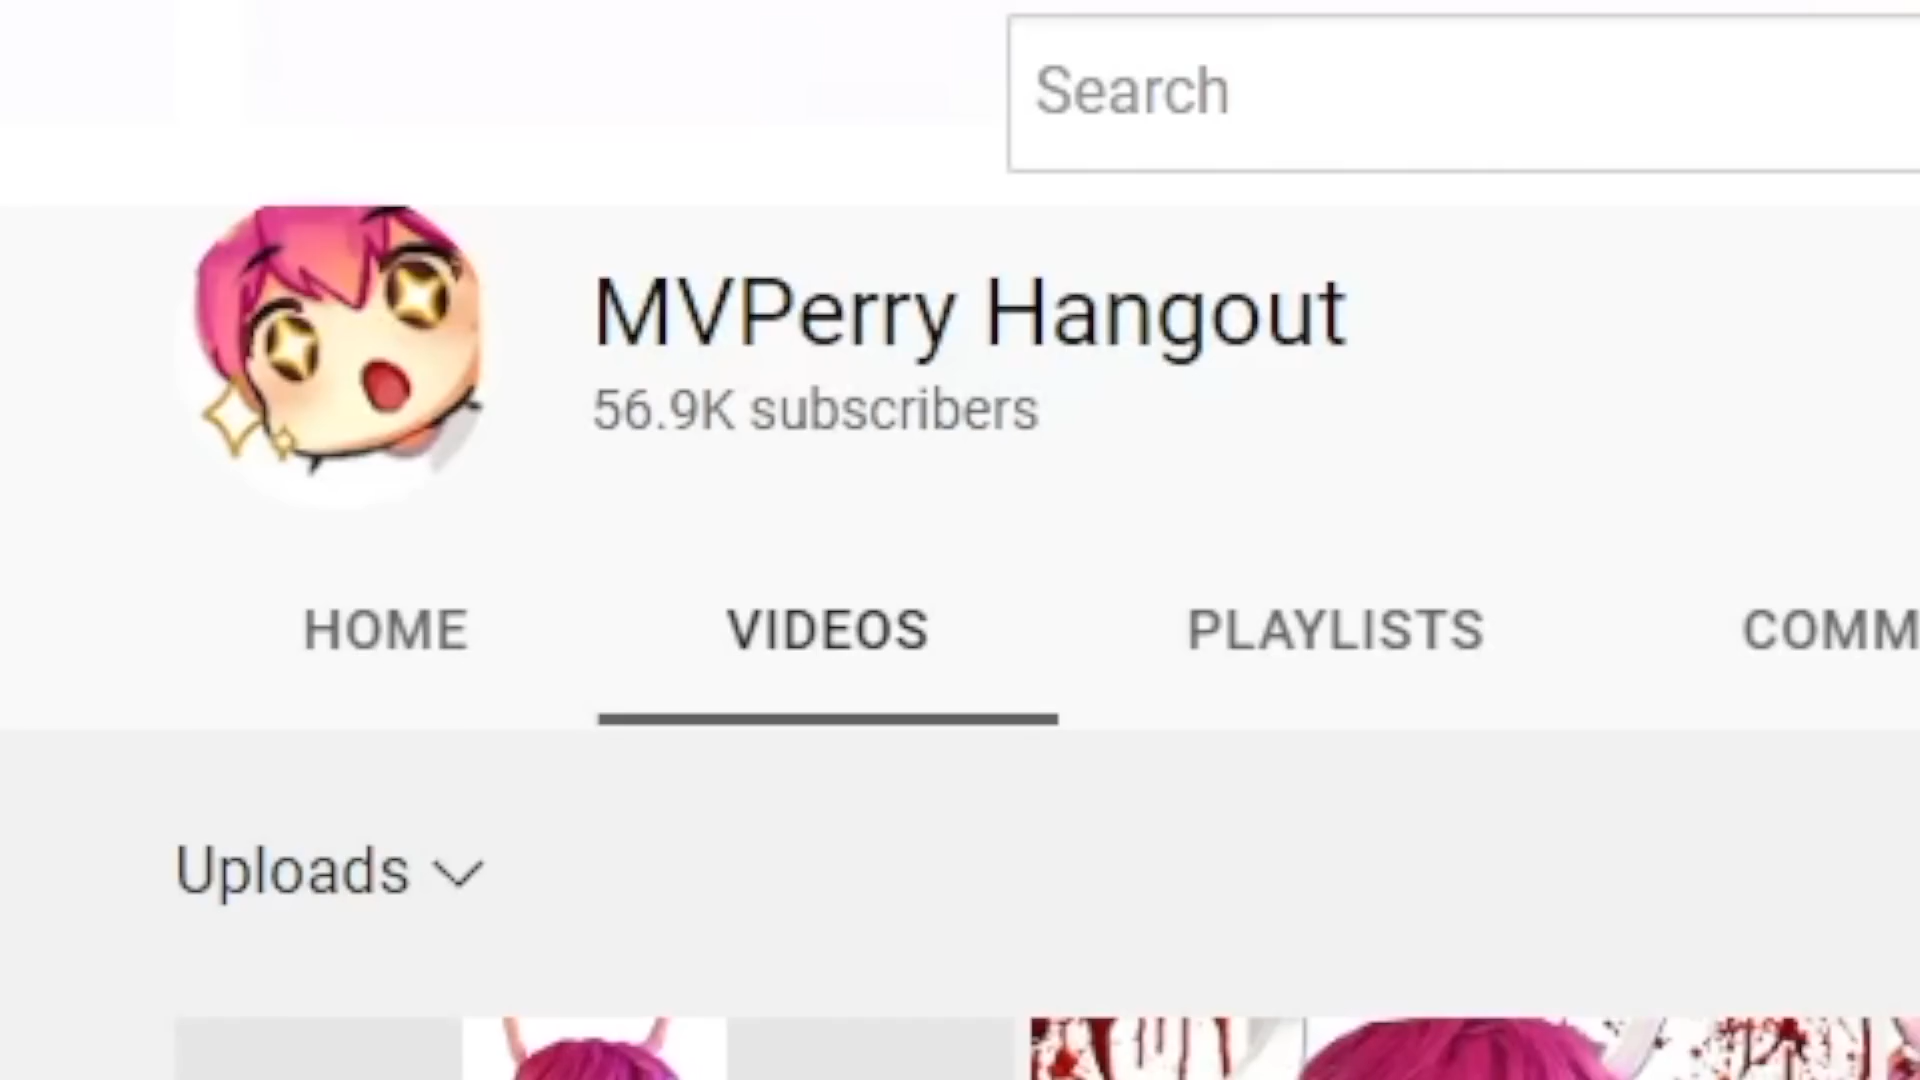 Search
MVPerry Hangout
56.9K subscribers
HOME VIDEOS PLAYLISTS COMM
Uploads